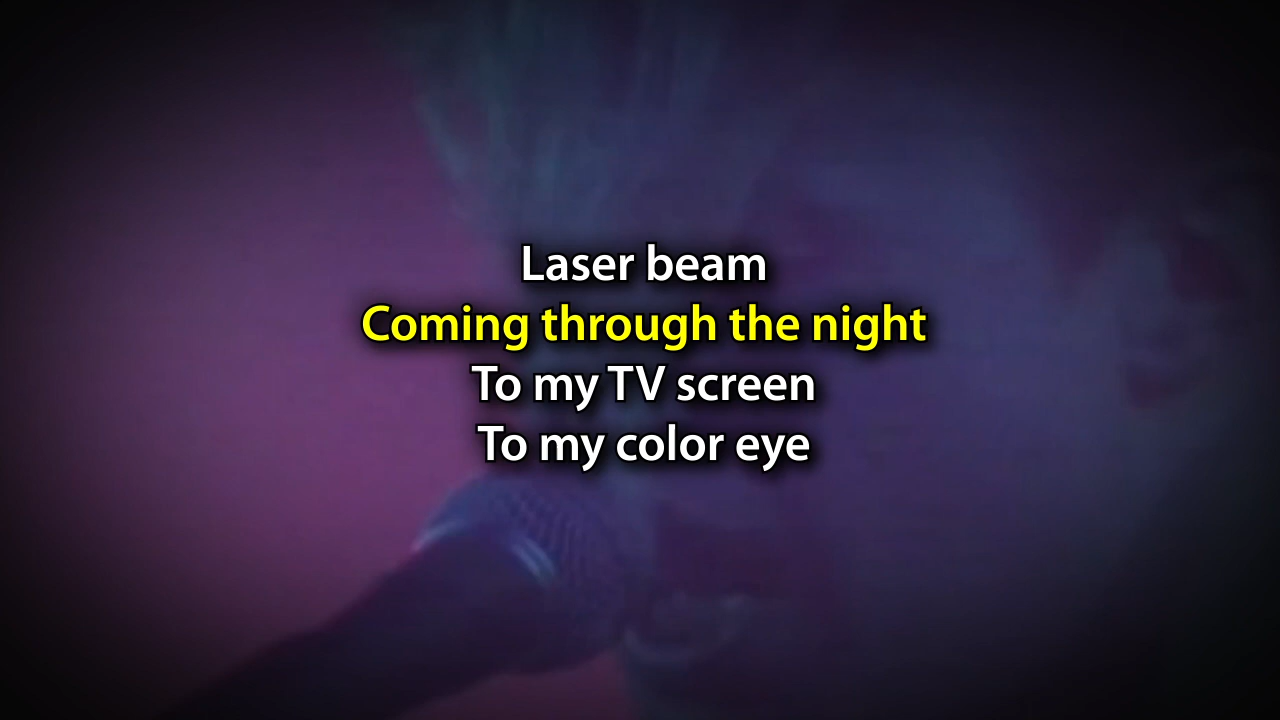 Laser beam
Coming through the night
To my TV screen
To my color eye